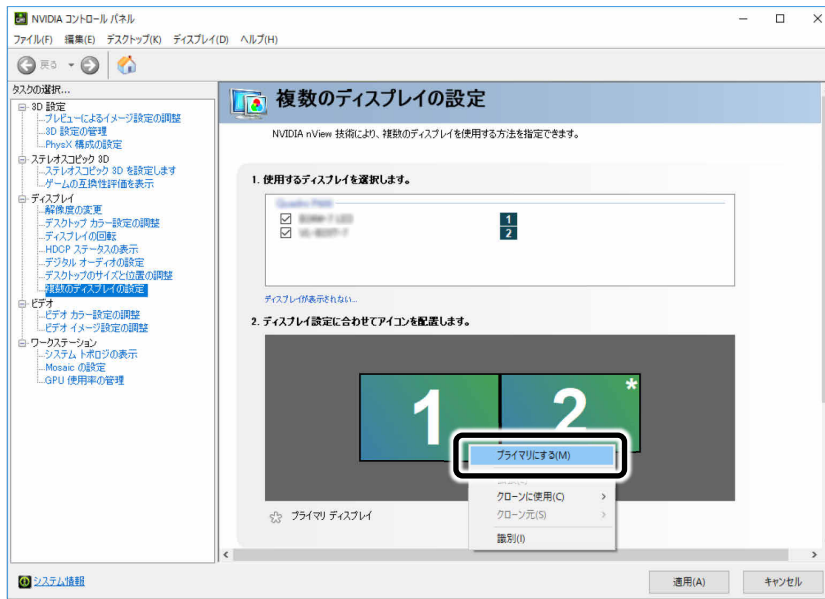 NVIDIA コントロール パネル
ファイル(F) 編集(E) デスクトップ(K) ディスプレイ(D) ヘルプ(H)
戻る
タスクの選択...
3D 設定
プレビューによるイメージ設定の調整
3D 設定の管理
PhysX 構成の設定
ステレオスコピック 3D
ステレオスコピック 3D を設定します
ゲームの互換性評価を表示
ディスプレイ
解像度の変更
デスクトップ カラー設定の調整
ディスプレイの回転
HDCP ステータスの表示
デジタル オーディオの設定
デスクトップのサイズと位置の調整
複数のディスプレイの設定
ビデオ
ビデオ カラー設定の調整
ビデオ イメージ設定の調整
ワークステーション
システム トポロジの表示
Mosaic の設定
GPU 使用率の管理
複数のディスプレイの設定
NVIDIA nView 技術により、複数のディスプレイを使用する方法を指定できます。
1. 使用するディスプレイを選択します。
1
2
ディスプレイが表示されない...
2. ディスプレイ設定に合わせてアイコンを配置します。
1
2 *
プライマリにする(M)
クローンに使用(C)
クローン元(S)
識別(I)
プライマリ ディスプレイ
システム情報
適用(A)
キャンセル